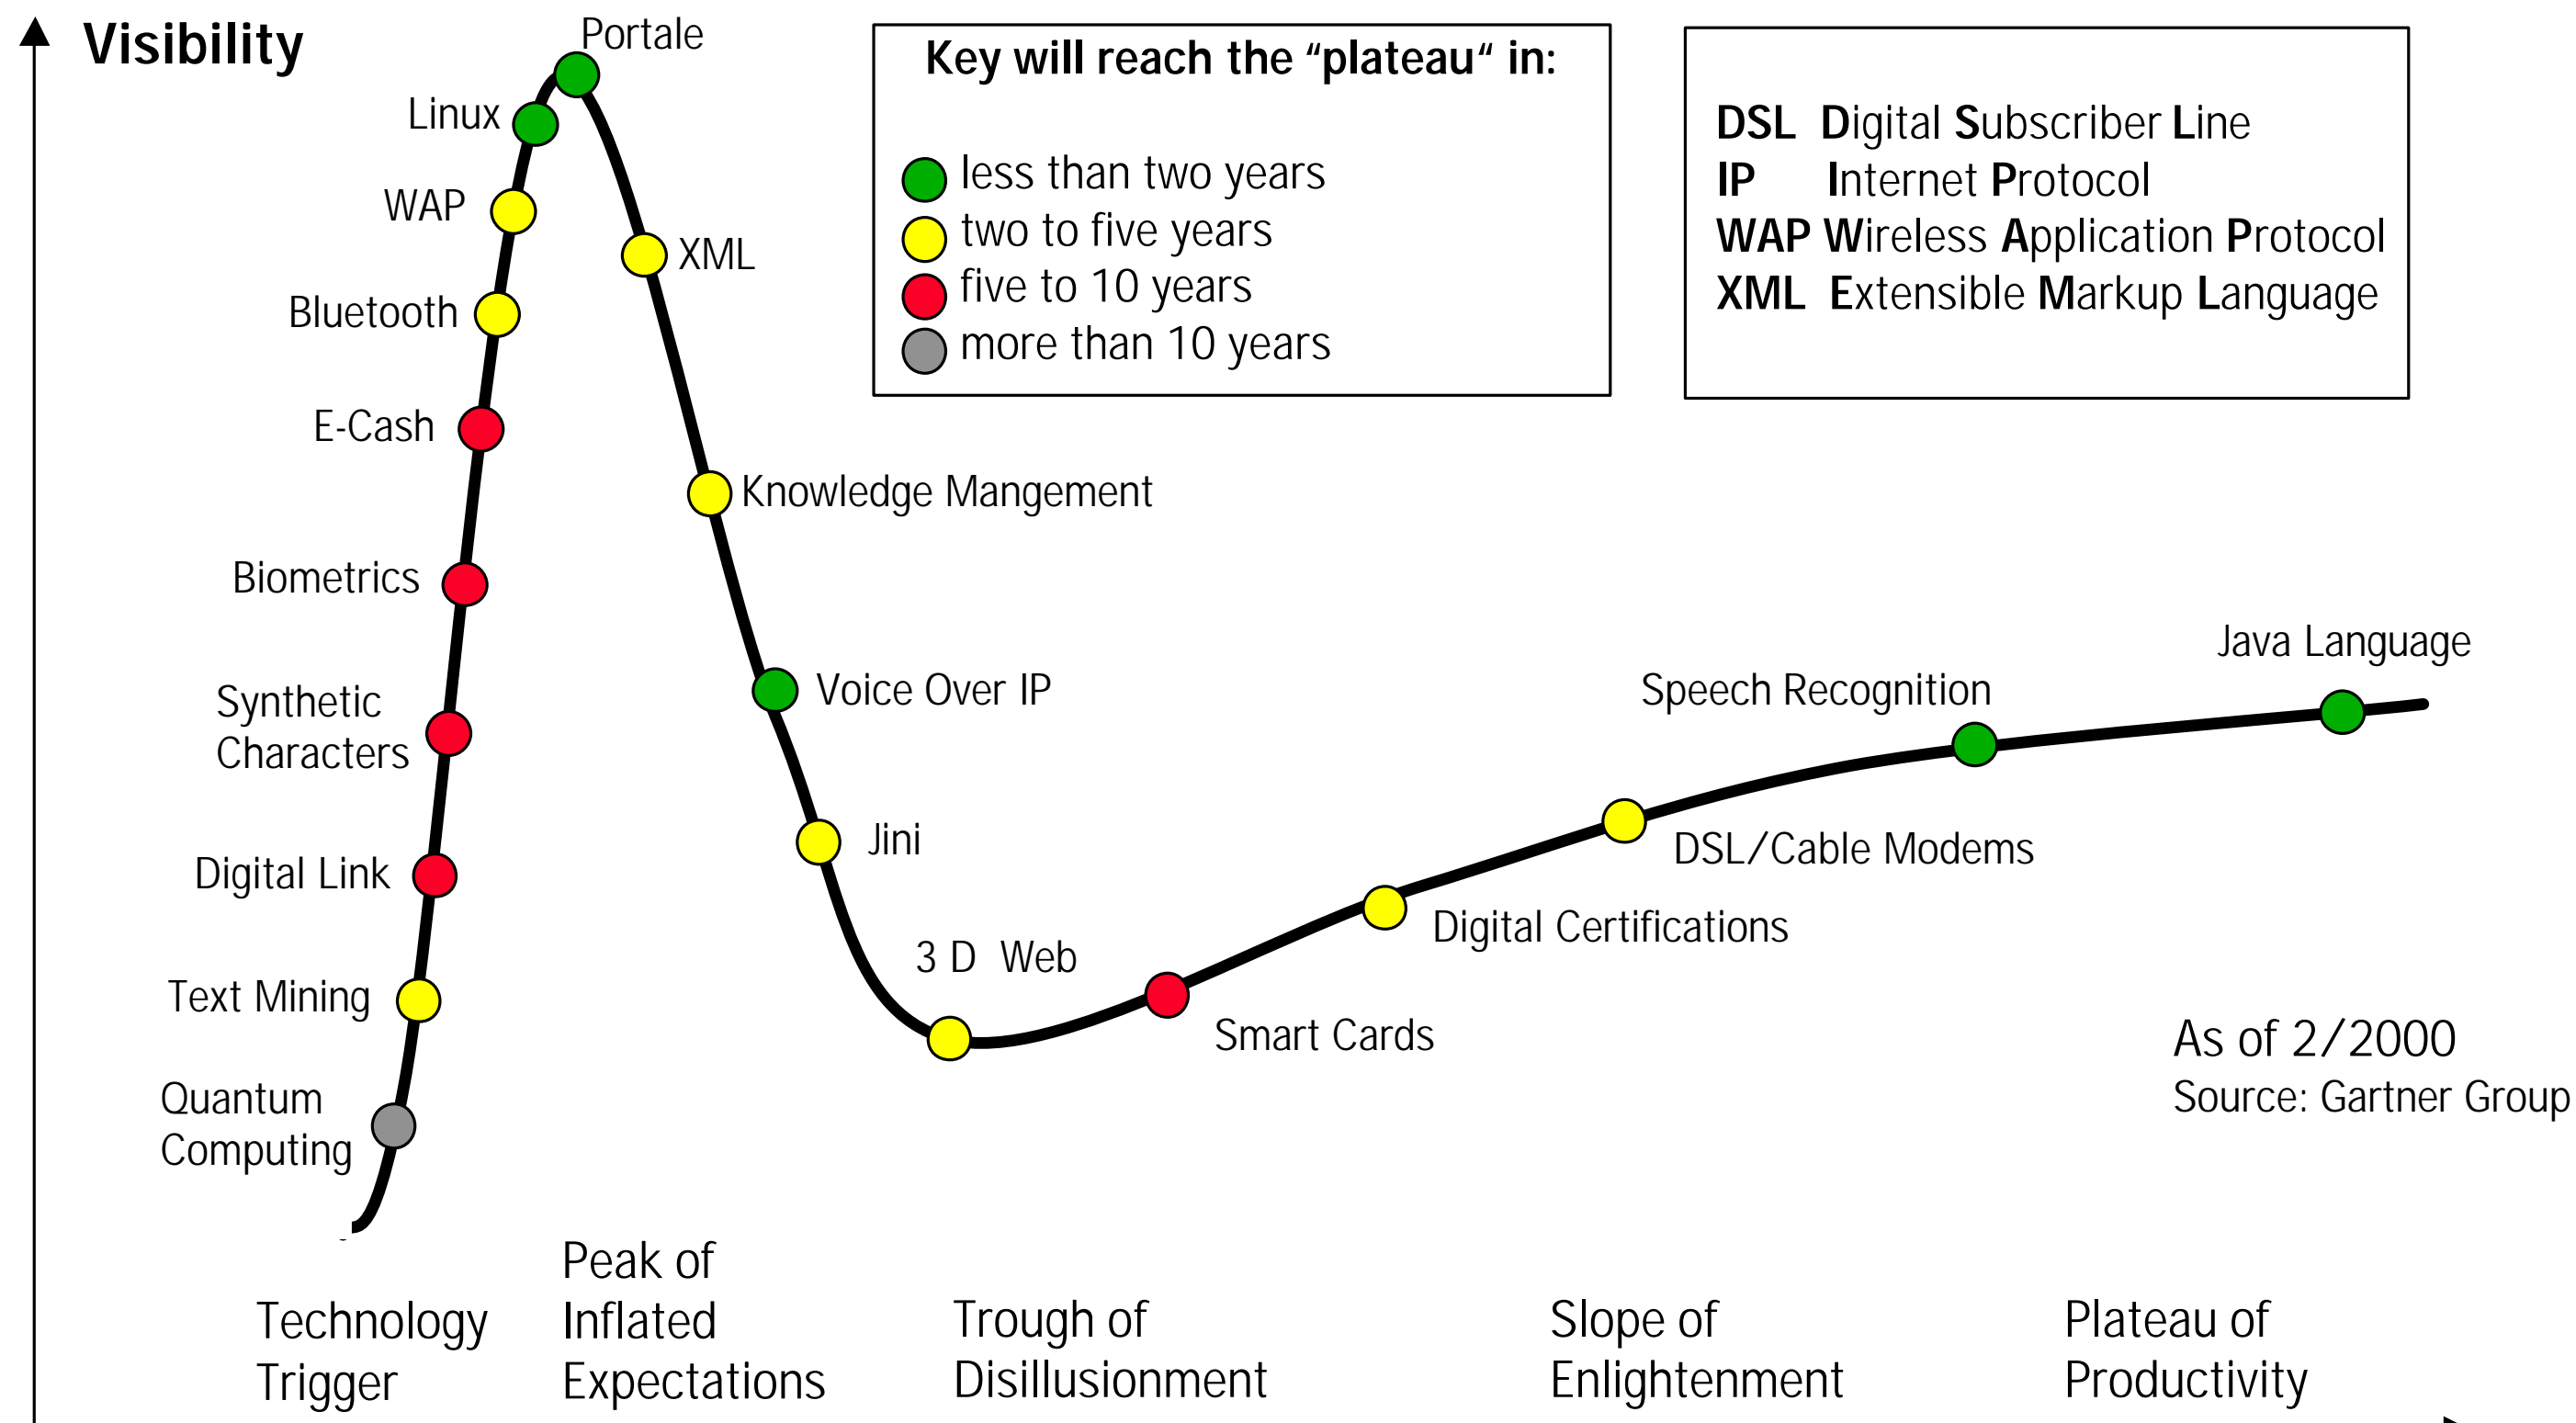 Visibility
Portale
Linux
WAP
Bluetooth
E-Cash
Biometrics
Synthetic
Characters
Digital Link
Text Mining
Quantum
Computing
XML
Knowledge Mangement
Voice Over IP
Jini
3 D Web
Smart Cards
Digital Certifications
DSL/Cable Modems
Speech Recognition
Java Language
Key will reach the “plateau“ in:
less than two years
two to five years
five to 10 years
more than 10 years
DSL Digital Subscriber Line
IP Internet Protocol
WAP Wireless Application Protocol
XML Extensible Markup Language
As of 2/2000
Source: Gartner Group
Technology
Trigger
Peak of
Inflated
Expectations
Trough of
Disillusionment
Slope of
Enlightenment
Plateau of
Productivity